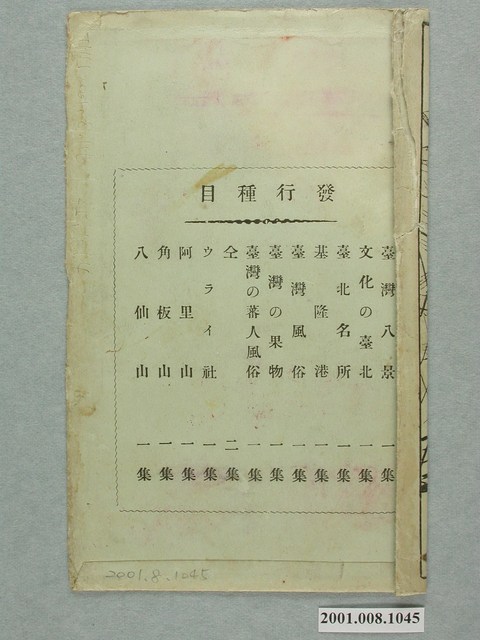 發行種目
臺灣八景 一集
文化の臺北 一集
臺北名所 一集
基隆港 一集
臺灣風俗 一集
臺灣の果物 一集
臺灣の蕃人風俗 一集
仝 二集
ウライ社 一集
阿里山 一集
角板山 一集
八仙山 一集
2001.8.1045
2001.008.1045